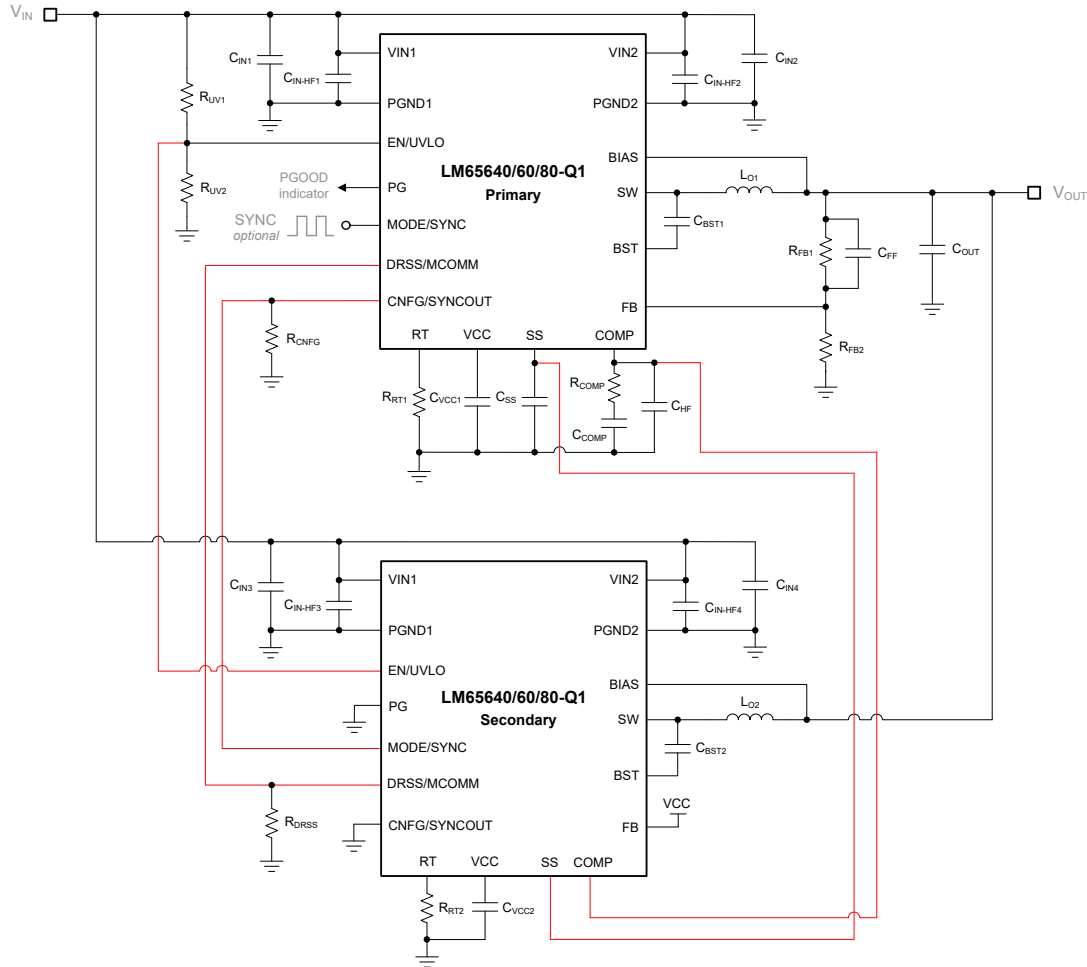 VIN
VIN1
VIN2
CIN1
CIN-HF1
CIN-HF2
CIN2
PGND1
PGND2
RUV1
EN/UVLO
BIAS
LM65640/60/80-Q1
Primary
LO1
PGOOD
indicator
PG
SW
VOUT
RUV2
SYNC
optional
MODE/SYNC
CBST1
BST
RFB1
CFF
COUT
DRSS/MCOMM
CNFG/SYNCOUT
FB
RCNFG
RT
VCC
SS
COMP
RFB2
RRT1
CVCC1
CSS
RCOMP
CHF
CCOMP
VIN1
VIN2
CIN3
CIN-HF3
CIN-HF4
CIN4
PGND1
PGND2
EN/UVLO
BIAS
LM65640/60/80-Q1
Secondary
LO2
PG
SW
MODE/SYNC
CBST2
BST
DRSS/MCOMM
VCC
RDRSS
CNFG/SYNCOUT
FB
RT
VCC
SS
COMP
RRT2
CVCC2